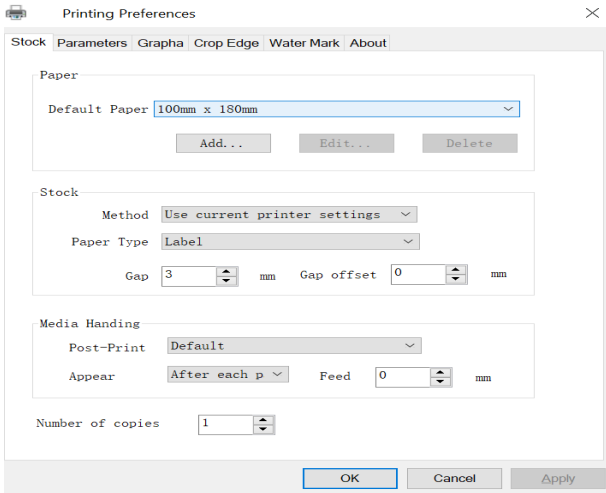 Printing Preferences
Stock Parameters Grapha Crop Edge Water Mark About
Paper
Default Paper 100mm x 180mm
Add... Edit... Delete
Stock
Method Use current printer settings
Paper Type Label
Gap 3 mm Gap offset 0 mm
Media Handing
Post-Print Default
Appear After each p Feed 0 mm
Number of copies 1
OK Cancel Apply